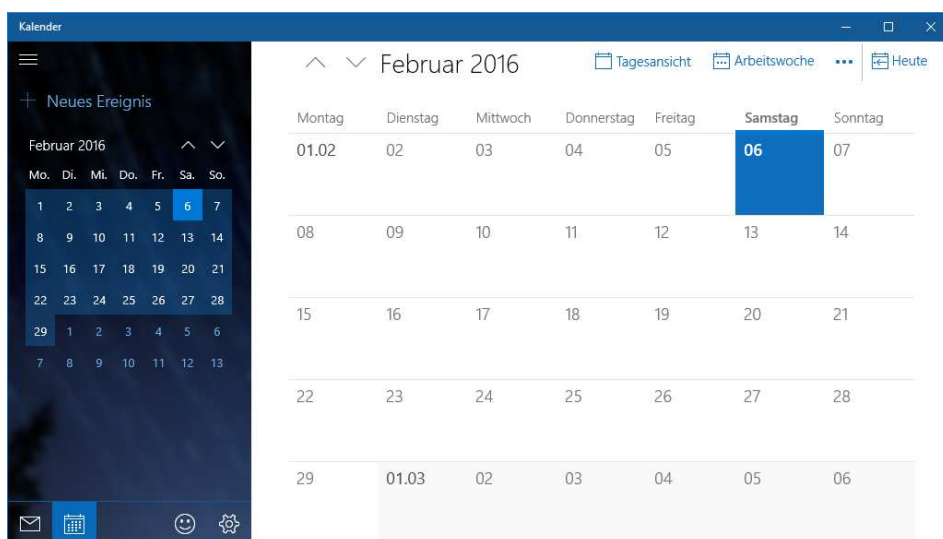 Kalender
Neues Ereignis
Februar 2016
Mo. Di. Mi. Do. Fr. Sa. So.
1 2 3 4 5 6 7
8 9 10 11 12 13 14
15 16 17 18 19 20 21
22 23 24 25 26 27 28
29 1 2 3 4 5 6
7 8 9 10 11 12 13
Februar 2016 Tagesansicht Arbeitswoche Heute
Montag Dienstag Mittwoch Donnerstag Freitag Samstag Sonntag
01.02 02 03 04 05 06 07
08 09 10 11 12 13 14
15 16 17 18 19 20 21
22 23 24 25 26 27 28
29 01.03 02 03 04 05 06